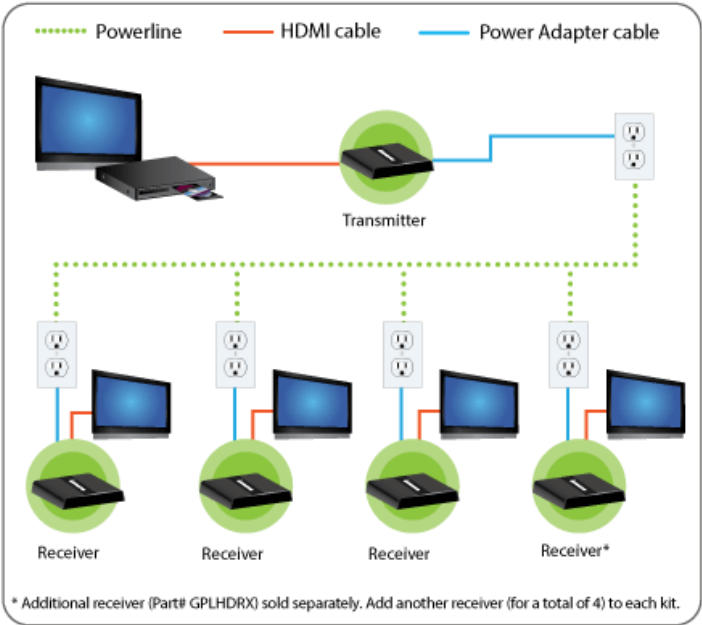 Powerline HDMI cable Power Adapter cable
Transmitter
Receiver Receiver Receiver Receiver*
* Additional receiver (Part# GPLHDRX) sold separately. Add another receiver (for a total of 4) to each kit.